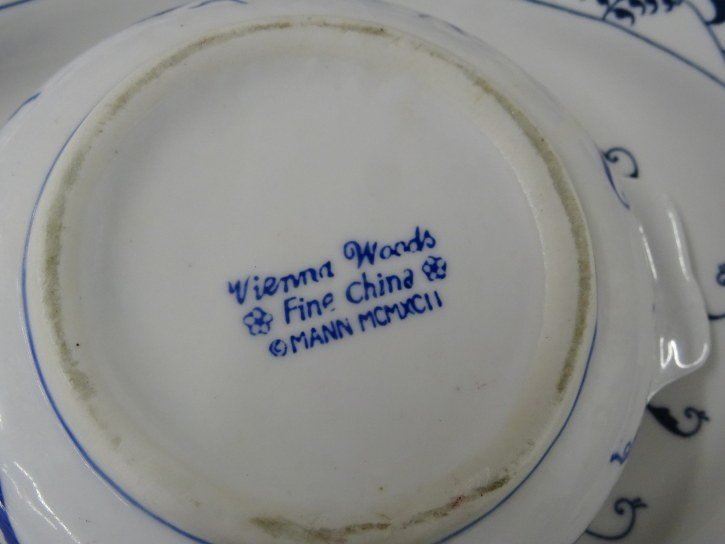 Vienna Woods
Fine China
©MANN MCMXCII